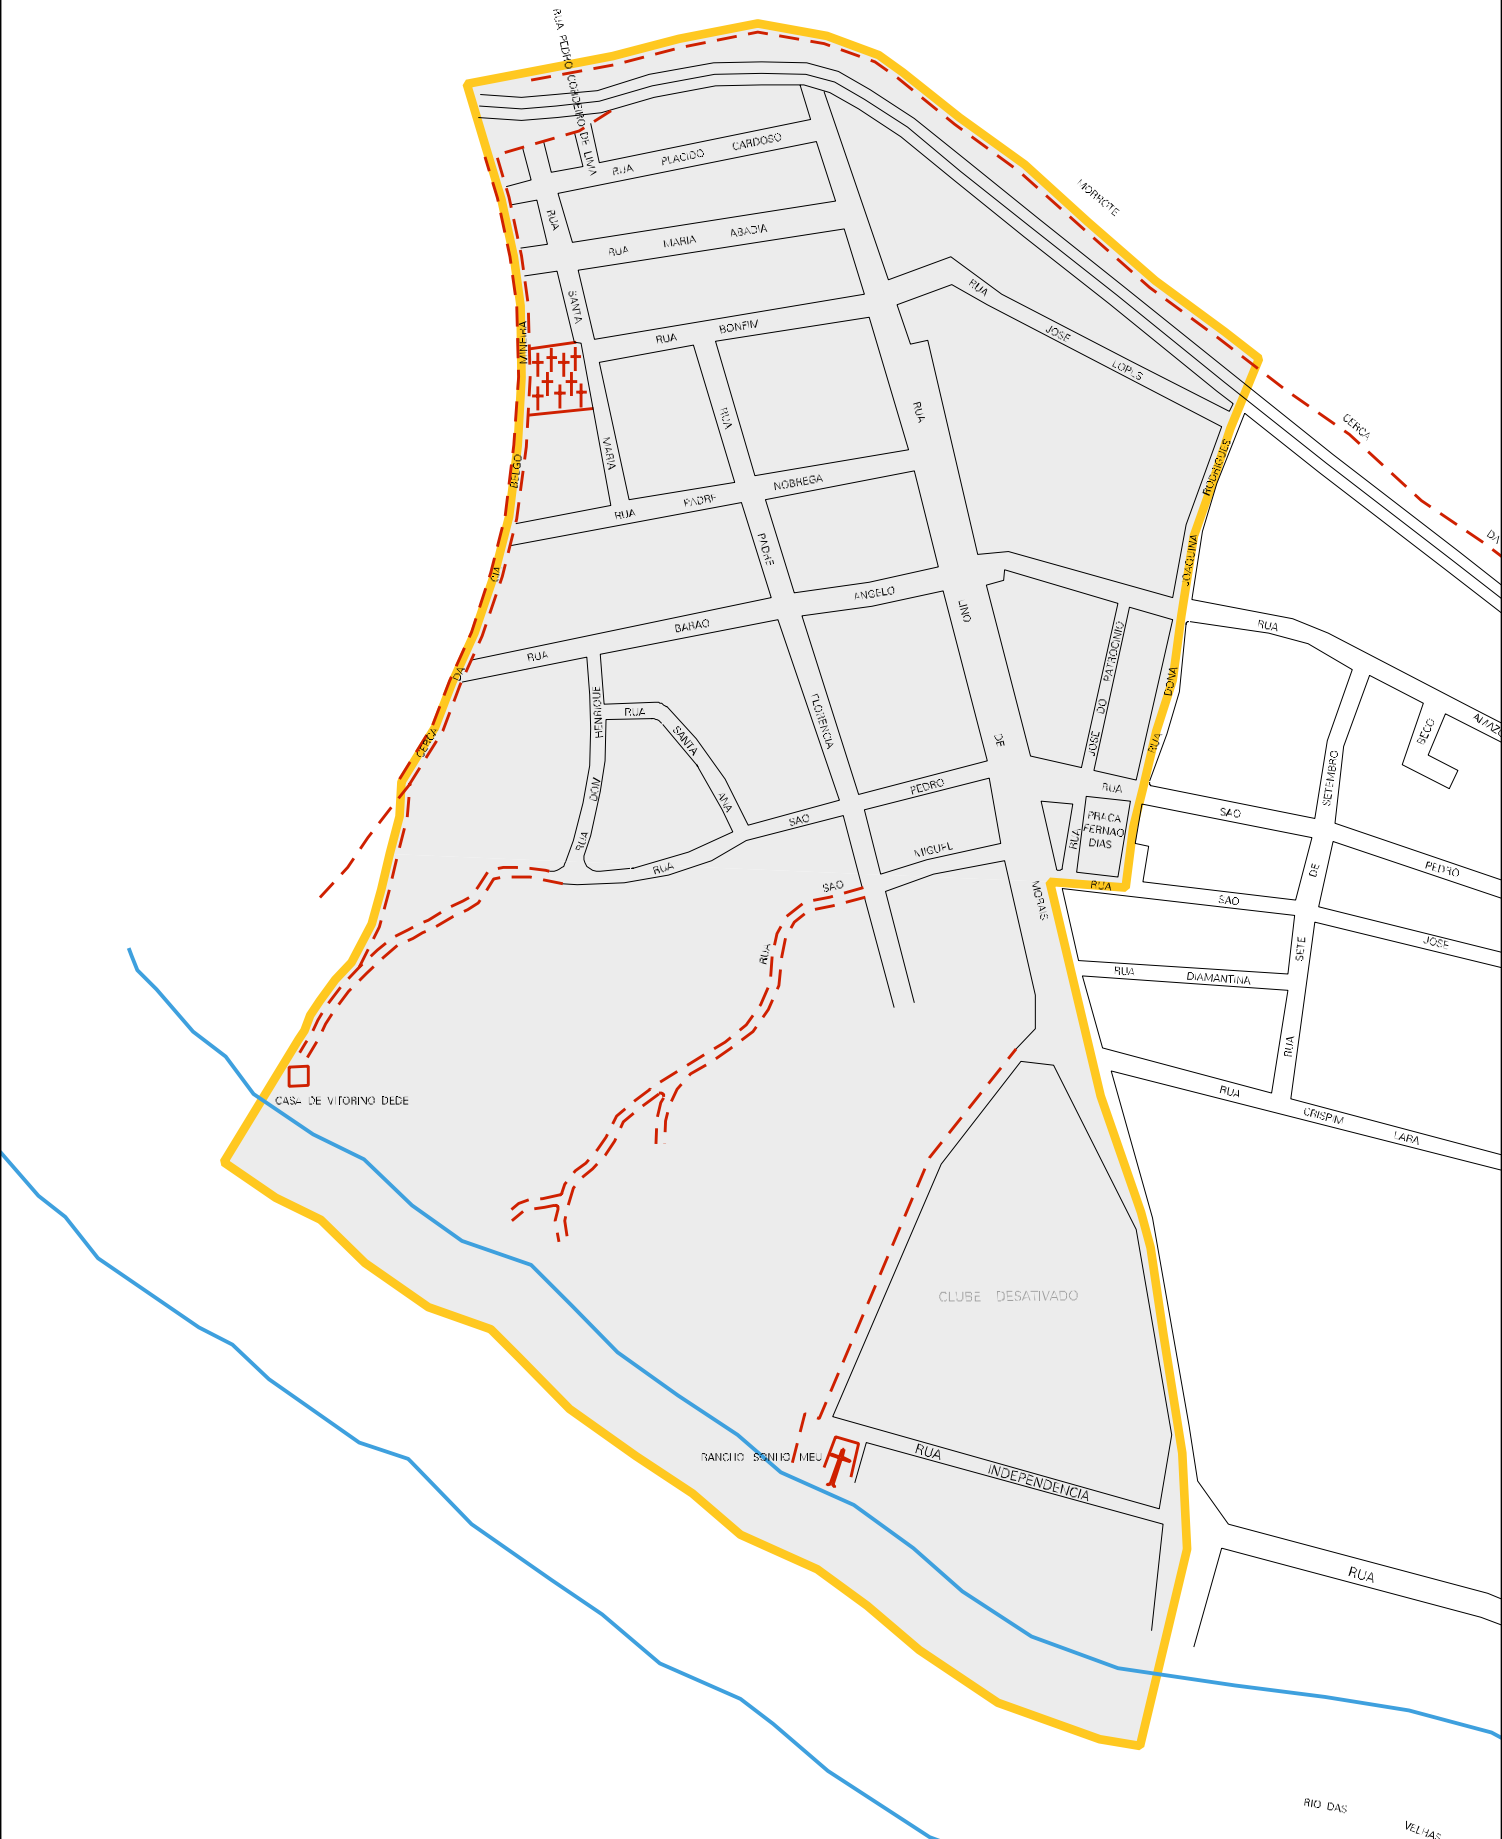 RUA PEDRO CORDEIRO DE LIMA
RUA PLACIDO CARDOSO
MORROTE
RUA SANTA MARIA
RUA MARIA ABADIA
RUA JOSE LOPES
RUA BONFIM
CERCA DA CIA BELGO MINEIRA
CERCA DA
RUA PADRE NOBREGA
RUA PADRE FLORENCIA
RUA LINO DE MORAIS
RUA DONA JOAQUINA RODRIGUES
RUA BARAO ANGELO
JOSE DO PATROCINIO
RUA
ALMAZO
RUA DOM HENRIQUE
RUA SANTA ANA
BECO
RUA SETE DE SETEMBRO
RUA SAO PEDRO
RUA SAO PEDRO
PRACA
FERNAO
DIAS
RUA
RUA
RUA SAO MIGUEL
SAO JOSE
RUA DIAMANTINA
RUA CRISPIM LARA
CASA DE VITORINO DEDE
CLUBE DESATIVADO
RANCHO SONHO MEU
RUA INDEPENDENCIA
RUA
RIO DAS VELHAS